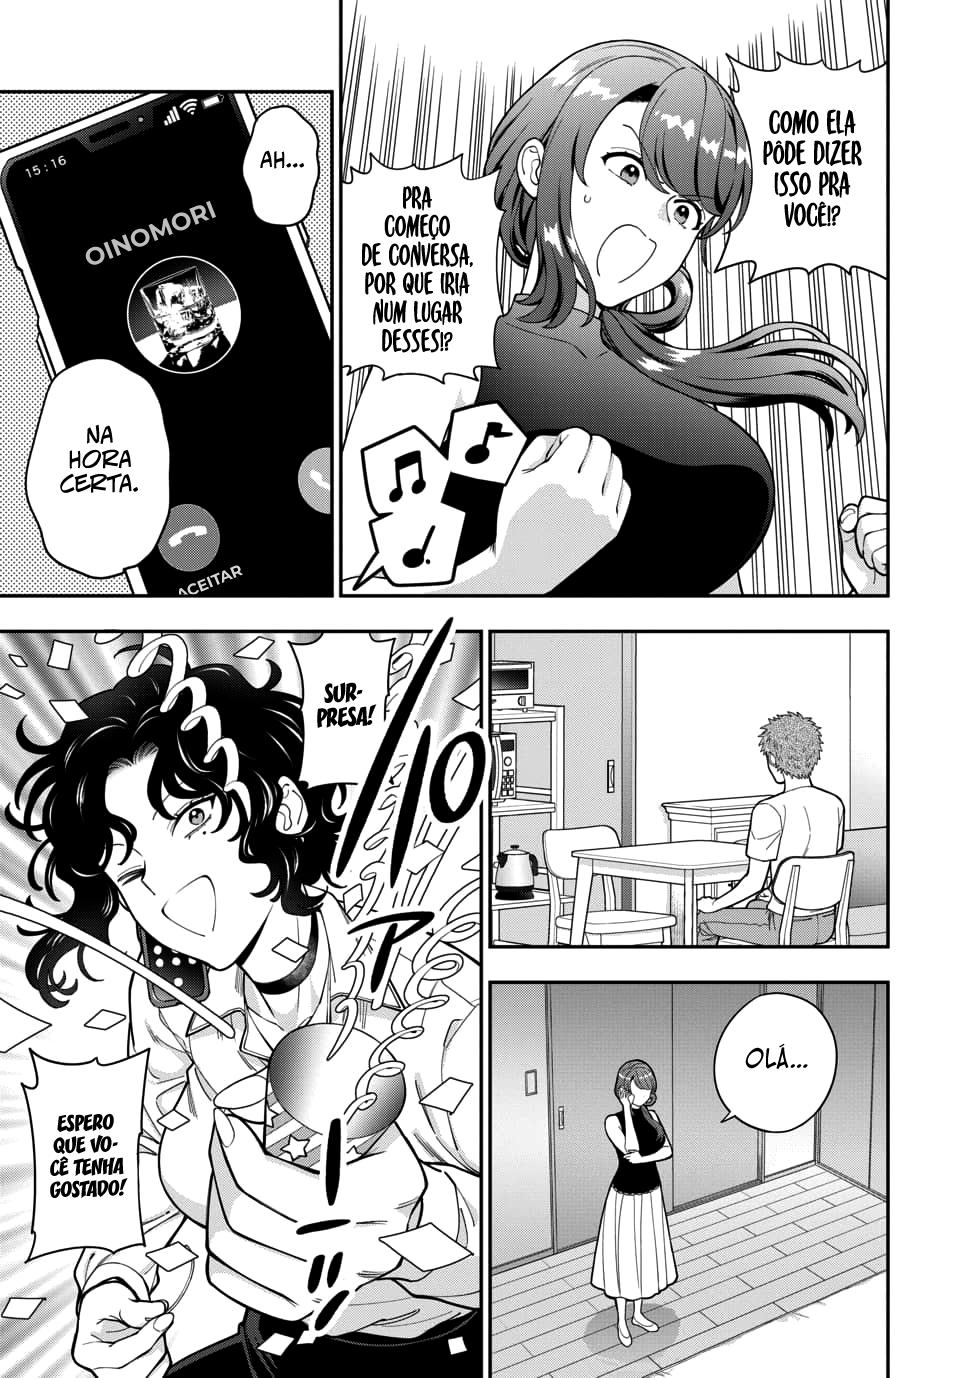 COMO ELA
PÔDE DIZER
ISSO PRA
VOCÊ!?
PRA
COMEÇO
DE CONVERSA,
POR QUE IRIA
NUM LUGAR
DESSES!?
AH...
15:16
OINOMORI
ACEITAR
NA
HORA
CERTA.
OLÁ...
SUR-
PRESA!
PLOO
ESPERO
QUE VO-
CÊ TENHA
GOSTADO!